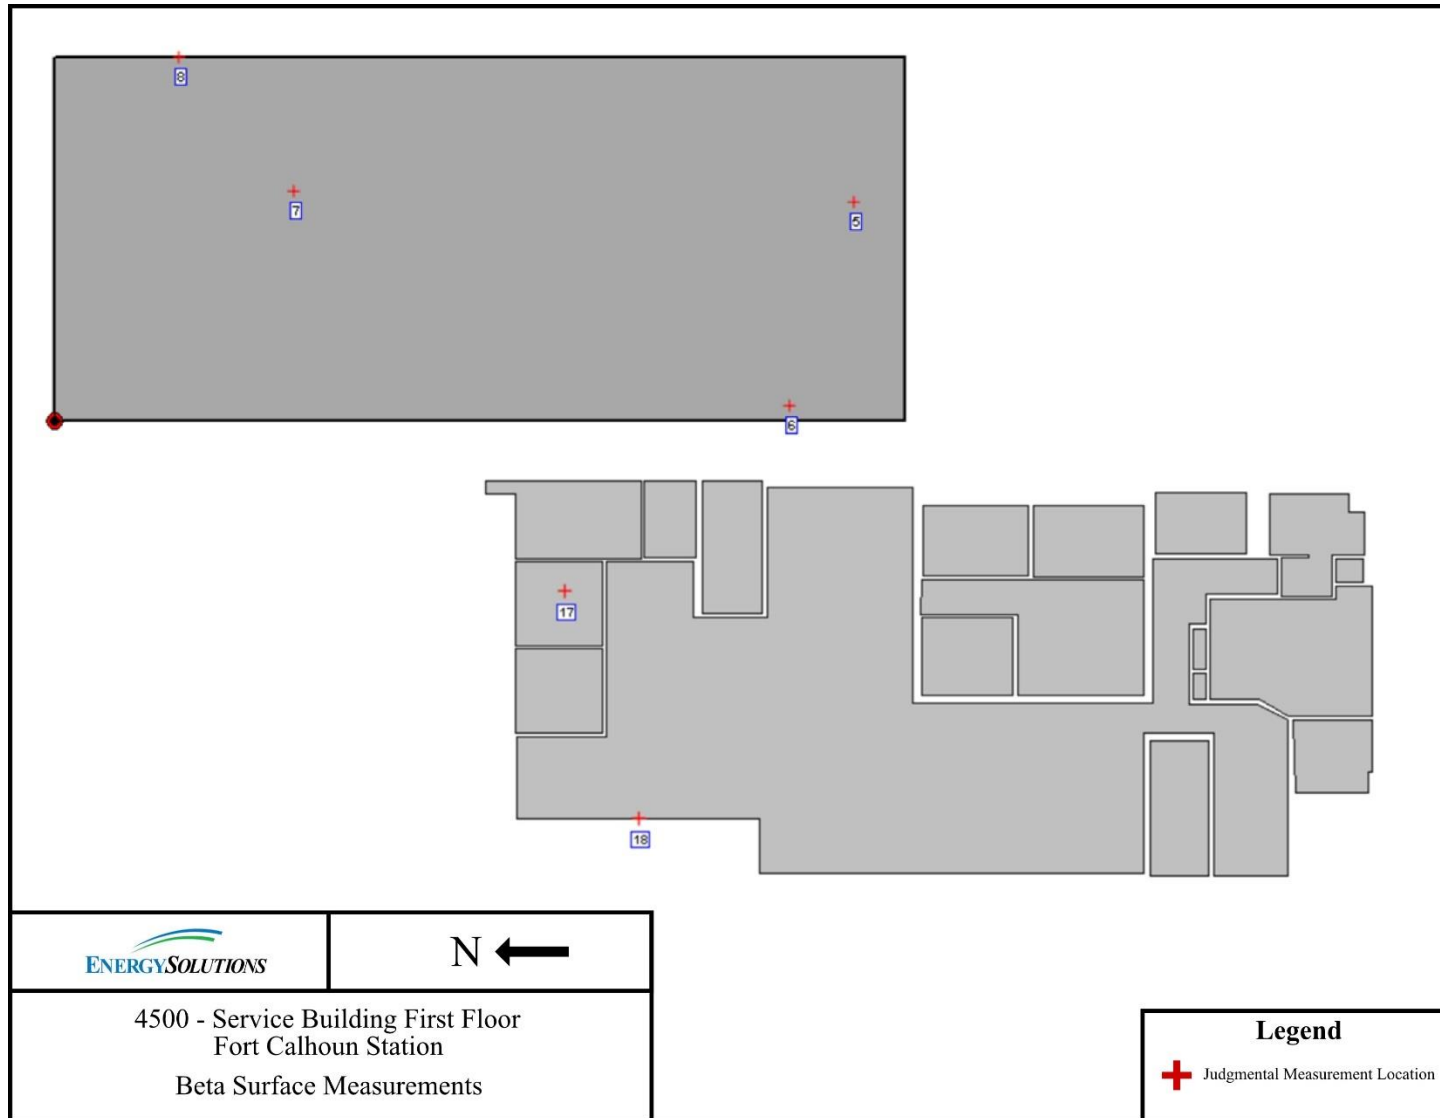 8
7
5
6
17
18
ENERGYSOLUTIONS
N
4500 - Service Building First Floor
Fort Calhoun Station
Beta Surface Measurements
Legend
Judgmental Measurement Location